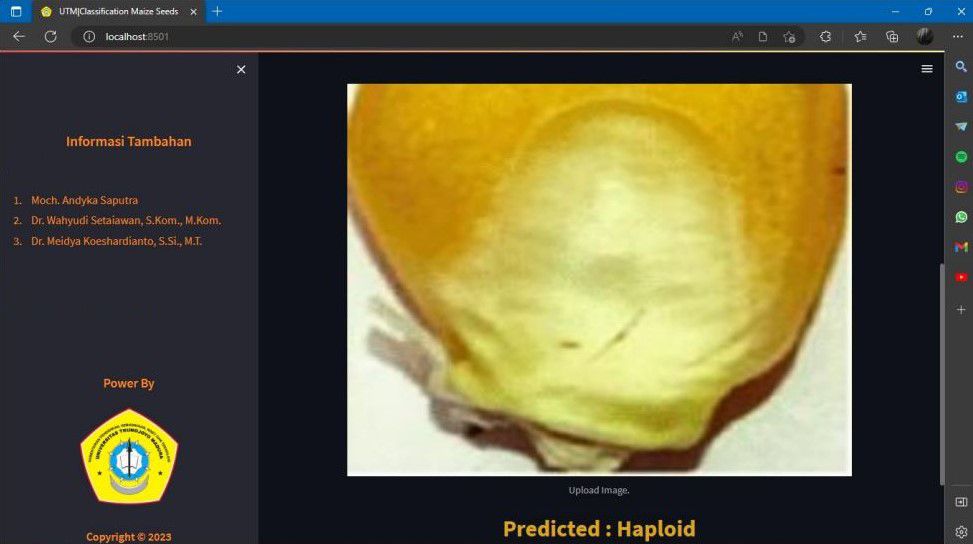 UTM|Classification Maize Seeds
localhost:8501
Informasi Tambahan
1. Moch. Andyka Saputra
2. Dr. Wahyudi Setaiawan, S.Kom., M.Kom.
3. Dr. Meidya Koeshardianto, S.Si., M.T.
Power By
UNIVERSITAS TRUNOJOYO MADURA
Copyright © 2023
Upload Image.
Predicted : Haploid